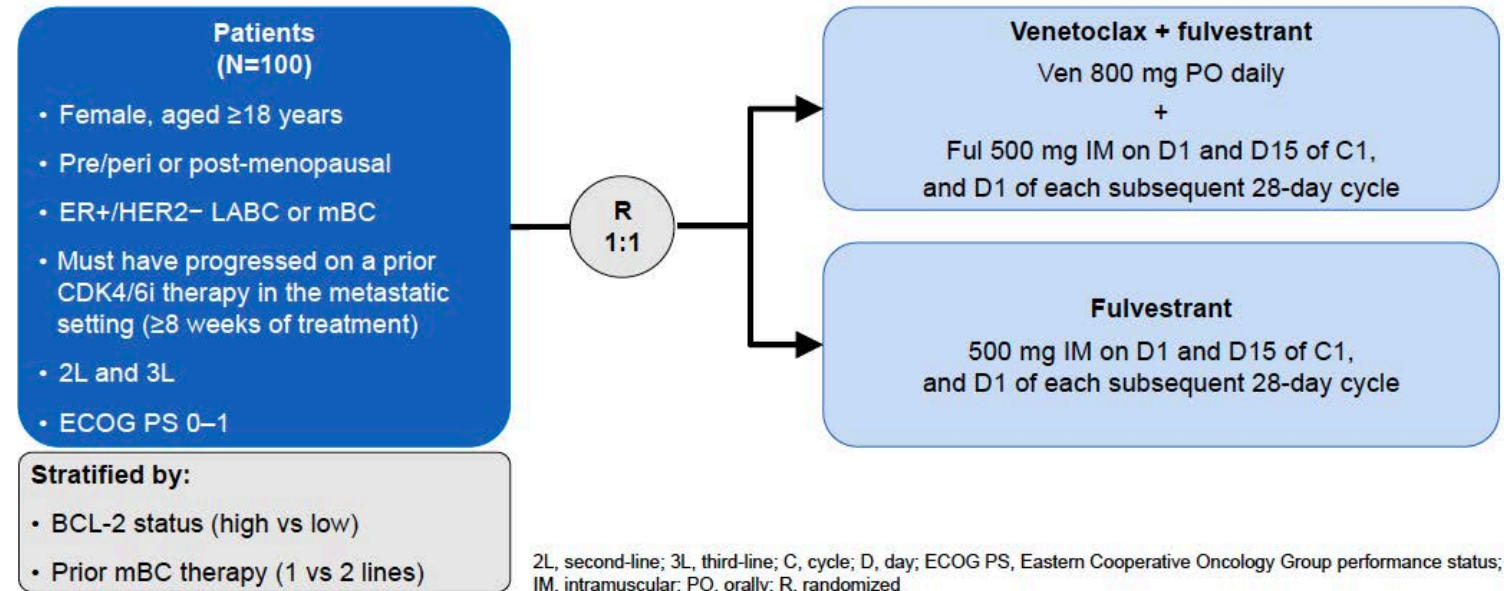 Patients
(N=100)
• Female, aged ≥18 years
• Pre/peri or post-menopausal
• ER+/HER2− LABC or mBC
• Must have progressed on a prior
CDK4/6i therapy in the metastatic
setting (≥8 weeks of treatment)
• 2L and 3L
• ECOG PS 0–1
Stratified by:
• BCL-2 status (high vs low)
• Prior mBC therapy (1 vs 2 lines)
R
1:1
Venetoclax + fulvestrant
Ven 800 mg PO daily
+
Ful 500 mg IM on D1 and D15 of C1,
and D1 of each subsequent 28-day cycle
Fulvestrant
500 mg IM on D1 and D15 of C1,
and D1 of each subsequent 28-day cycle
2L, second-line; 3L, third-line; C, cycle; D, day; ECOG PS, Eastern Cooperative Oncology Group performance status;
IM, intramuscular; PO, orally; R, randomized